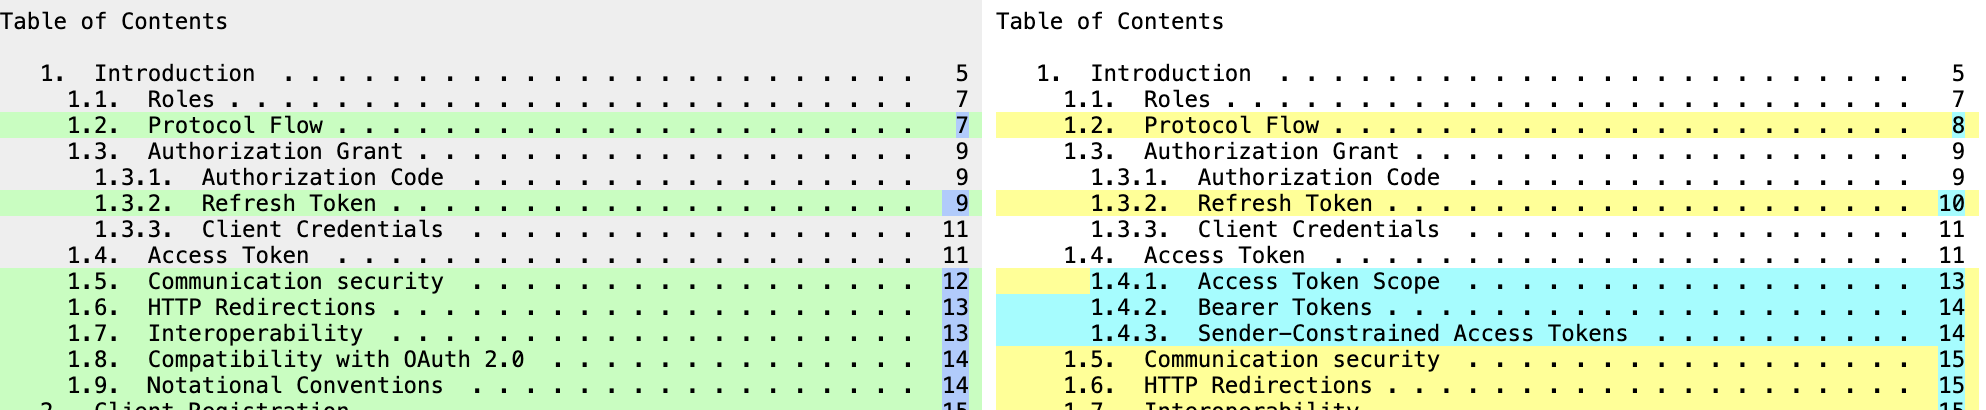 Table of Contents
1.  Introduction  . . . . . . . . . . . . . . . . . . . . . . . .   5
1.1.  Roles . . . . . . . . . . . . . . . . . . . . . . . . . .   7
1.2.  Protocol Flow . . . . . . . . . . . . . . . . . . . . . .   7
1.3.  Authorization Grant . . . . . . . . . . . . . . . . . . .   9
1.3.1.  Authorization Code  . . . . . . . . . . . . . . . . .   9
1.3.2.  Refresh Token . . . . . . . . . . . . . . . . . . . .   9
1.3.3.  Client Credentials  . . . . . . . . . . . . . . . . .  11
1.4.  Access Token  . . . . . . . . . . . . . . . . . . . . . .  11
1.5.  Communication security  . . . . . . . . . . . . . . . . .  12
1.6.  HTTP Redirections . . . . . . . . . . . . . . . . . . . .  13
1.7.  Interoperability  . . . . . . . . . . . . . . . . . . . .  13
1.8.  Compatibility with OAuth 2.0  . . . . . . . . . . . . . .  14
1.9.  Notational Conventions  . . . . . . . . . . . . . . . . .  14
2.  Client Registration  15
Table of Contents
1.  Introduction  . . . . . . . . . . . . . . . . . . . . . . . .   5
1.1.  Roles . . . . . . . . . . . . . . . . . . . . . . . . . .   7
1.2.  Protocol Flow . . . . . . . . . . . . . . . . . . . . . .   8
1.3.  Authorization Grant . . . . . . . . . . . . . . . . . . .   9
1.3.1.  Authorization Code  . . . . . . . . . . . . . . . . .   9
1.3.2.  Refresh Token . . . . . . . . . . . . . . . . . . . .  10
1.3.3.  Client Credentials  . . . . . . . . . . . . . . . . .  11
1.4.  Access Token  . . . . . . . . . . . . . . . . . . . . . .  11
1.4.1.  Access Token Scope  . . . . . . . . . . . . . . . . .  13
1.4.2.  Bearer Tokens . . . . . . . . . . . . . . . . . . . .  14
1.4.3.  Sender-Constrained Access Tokens  . . . . . . . . . .  14
1.5.  Communication security  . . . . . . . . . . . . . . . . .  15
1.6.  HTTP Redirections . . . . . . . . . . . . . . . . . . . .  15
1.7.  Interoperability  15